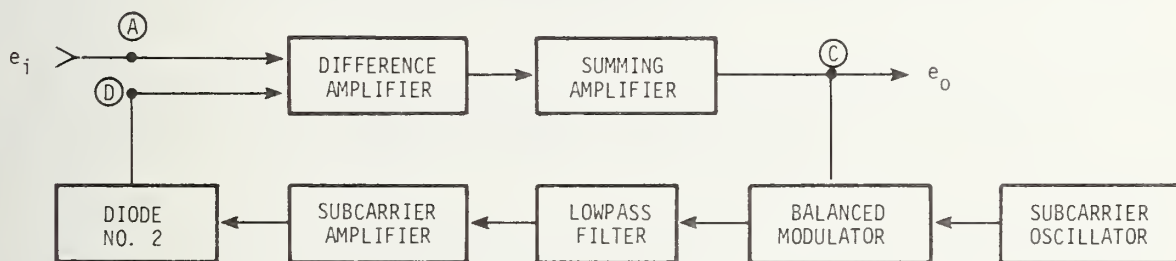 A
e_i
D
DIFFERENCE
AMPLIFIER
SUMMING
AMPLIFIER
C
e_o
DIODE
NO. 2
SUBCARRIER
AMPLIFIER
LOWPASS
FILTER
BALANCED
MODULATOR
SUBCARRIER
OSCILLATOR